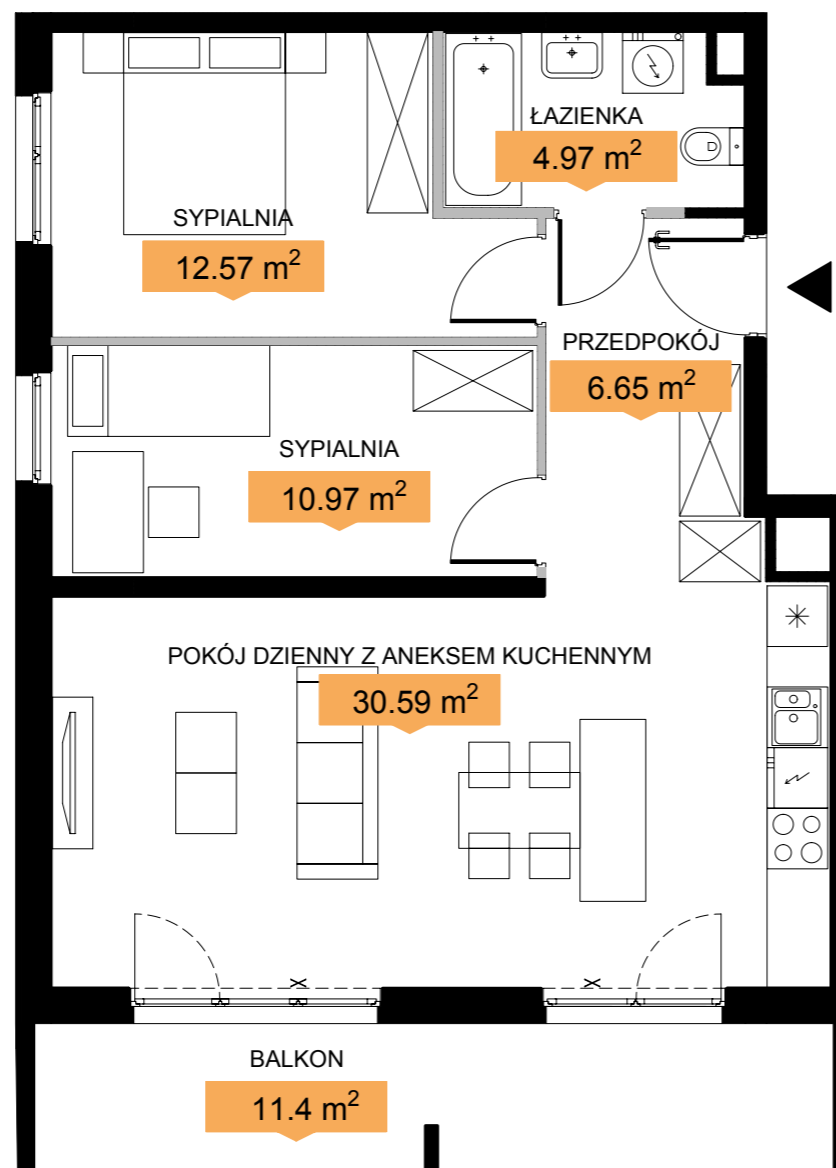 ŁAZIENKA
4.97 m²
SYPIALNIA
12.57 m²
PRZEDPOKÓJ
6.65 m²
SYPIALNIA
10.97 m²
POKÓJ DZIENNY Z ANEKSEM KUCHENNYM
30.59 m²
BALKON
11.4 m²